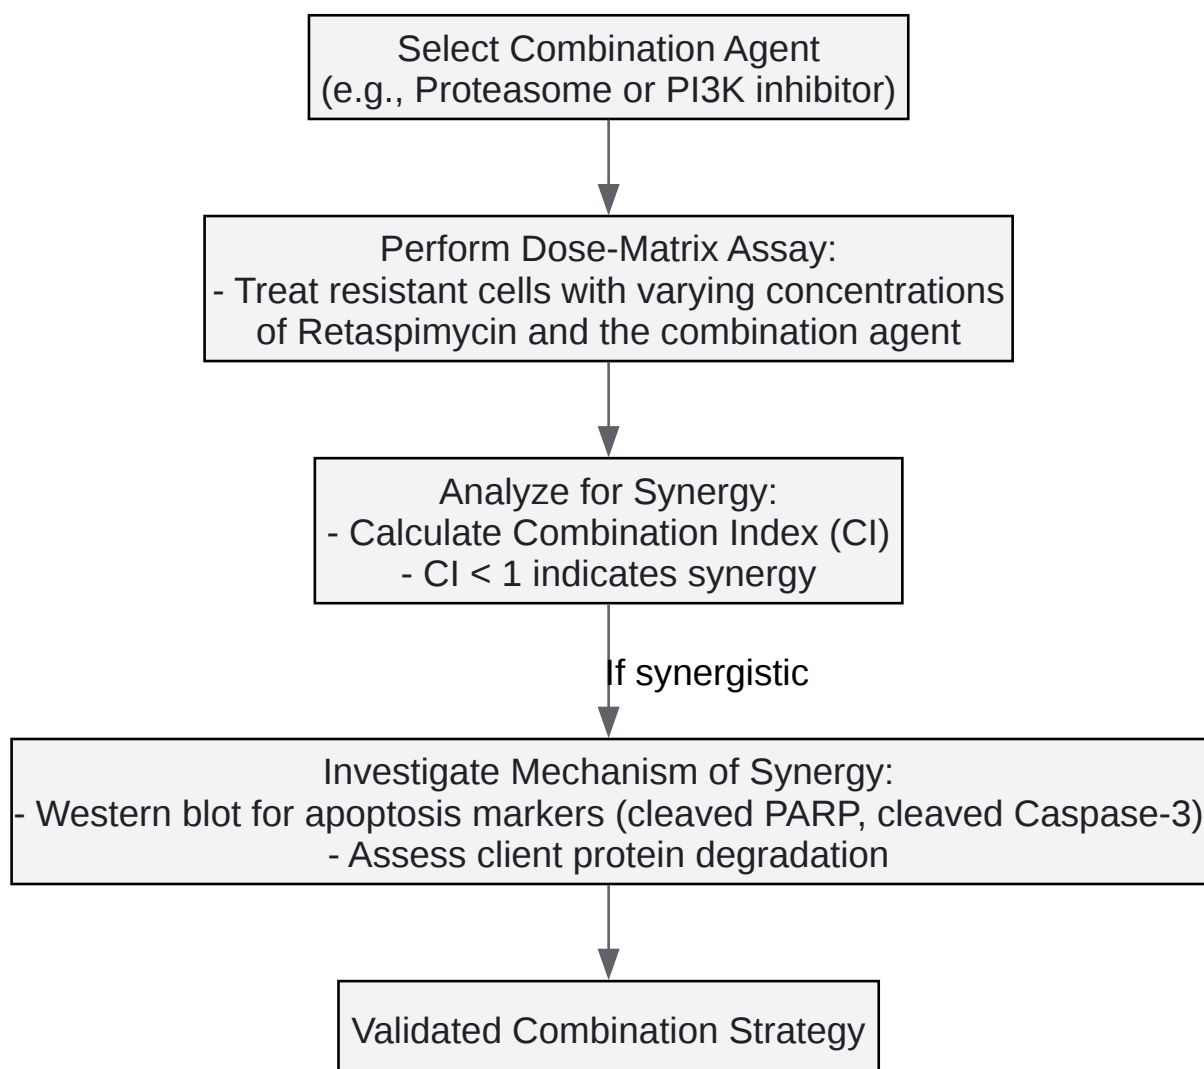 Select Combination Agent
(e.g., Proteasome or PI3K inhibitor)
Perform Dose-Matrix Assay:
- Treat resistant cells with varying concentrations
of Retaspimycin and the combination agent
Analyze for Synergy:
- Calculate Combination Index (CI)
- CI < 1 indicates synergy
If synergistic
Investigate Mechanism of Synergy:
- Western blot for apoptosis markers (cleaved PARP, cleaved Caspase-3)
- Assess client protein degradation
Validated Combination Strategy